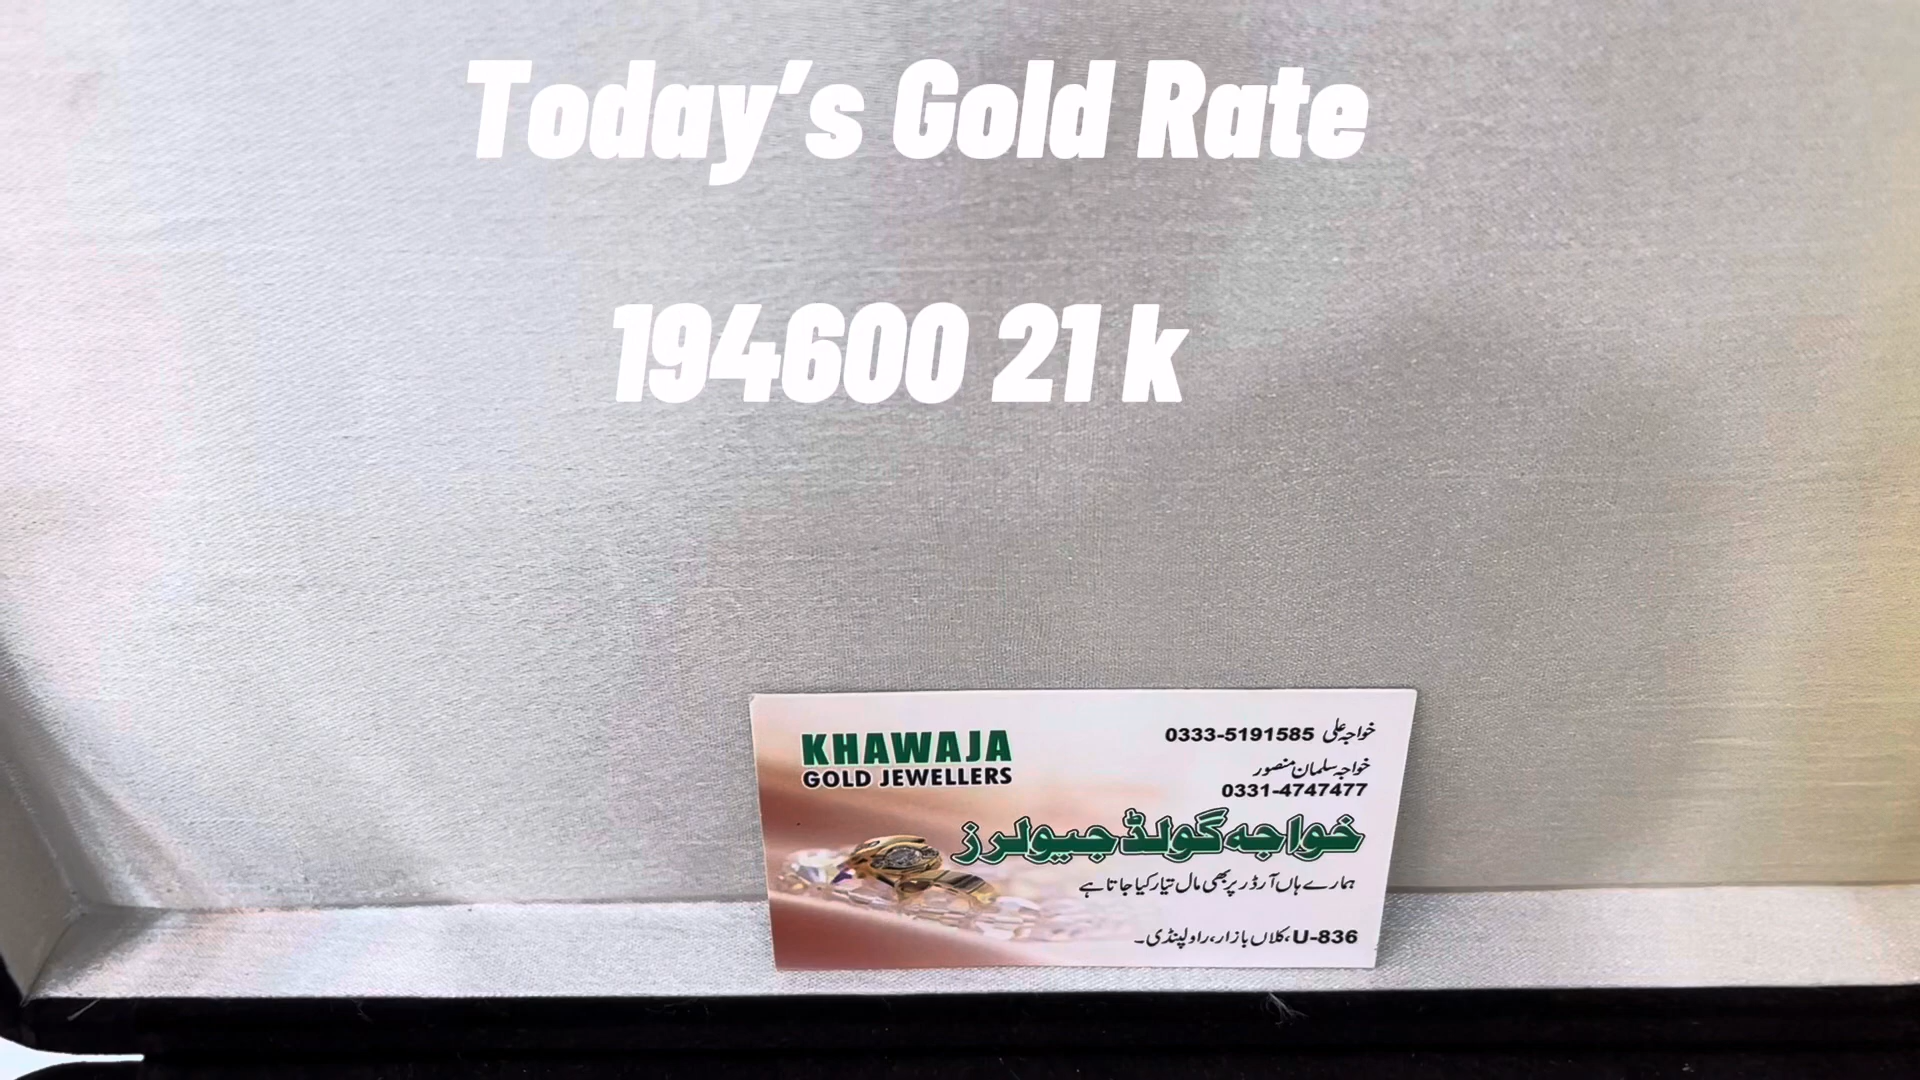 Today's Gold Rate
194600 21 k
KHAWAJA
GOLD JEWELLERS
خواجہ علی 0333-5191585
خواجہ سلمان منصور
0331-4747477
خواجہ گولڈ جیولرز
ہمارے ہاں آرڈر پر بھی مال تیار کیا جاتا ہے
U-836، کلاں بازار، راولپنڈی۔